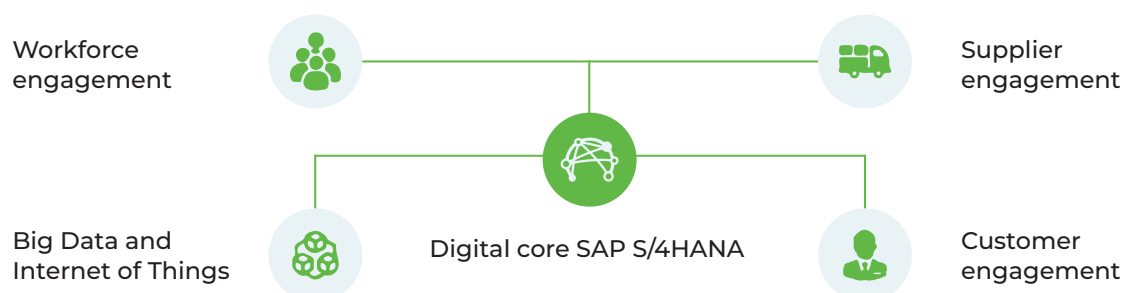 Workforce
engagement
Supplier
engagement
Big Data and
Internet of Things
Digital core SAP S/4HANA
Customer
engagement